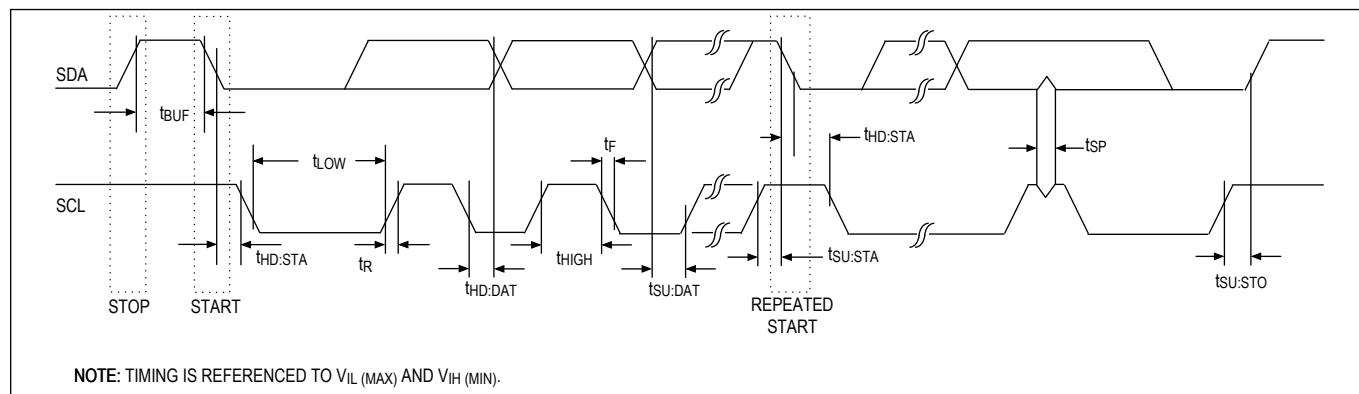 SDA
tBUF
tLOW
tF
tHD:STA
tSP
SCL
tHD:STA
tR
tHD:DAT
tHIGH
tSU:DAT
tSU:STA
tSU:STO
STOP
START
REPEATED
START
NOTE: TIMING IS REFERENCED TO VIL (MAX) AND VIH (MIN).